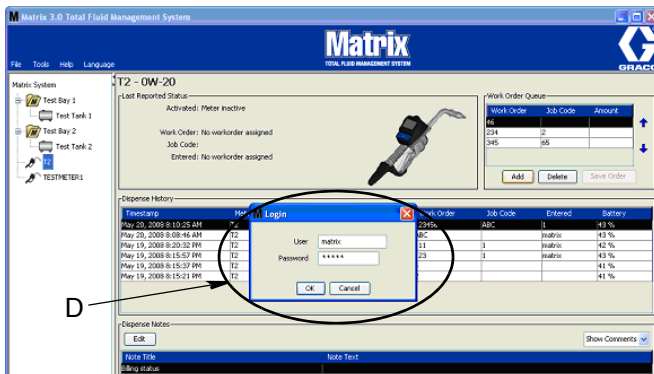 Matrix 3.0 Total Fluid Management System
Matrix
TOTAL FLUID MANAGEMENT SYSTEM
GRACO
File Tools Help Language
Matrix System
Test Bay 1
Test Tank 1
Test Bay 2
Test Tank 2
T2
TESTMETER1
T2 - 0W-20
Last Reported Status
Activated: Meter Inactive
Work Order: No workorder assigned
Job Code:
Entered: No workorder assigned
Work Order Queue
Work Order Job Code Amount
46
234 2
345 65
Add Delete Save Order
Dispense History
Timestamp Work Order Job Code Entered Battery
May 20, 2008 8:10:25 AM T2 ABC 1 43 %
May 20, 2008 8:08:46 AM T2 matrix 43 %
May 19, 2008 8:20:32 PM T2 11 1 matrix 42 %
May 19, 2008 8:15:57 PM T2 23 1 matrix 43 %
May 19, 2008 8:15:37 PM T2 41 %
May 19, 2008 8:15:21 PM T2 41 %
Login
User matrix
Password *****
OK Cancel
D
Dispense Notes
Edit Show Comments
Note Title Note Text
Billing status